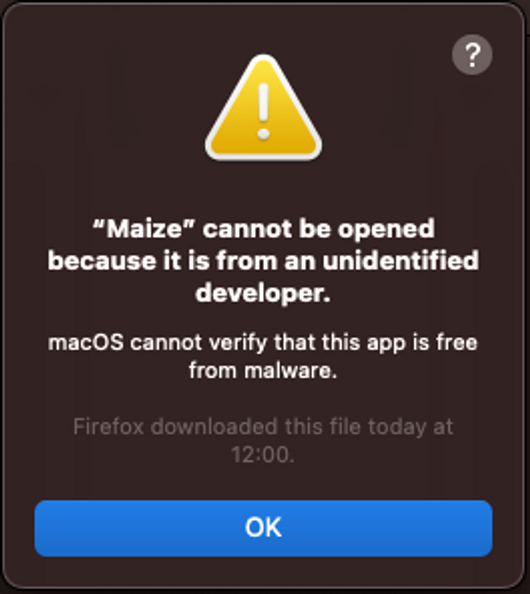 ?
“Maize” cannot be opened
because it is from an unidentified
developer.
macOS cannot verify that this app is free
from malware.
Firefox downloaded this file today at
12:00.
OK